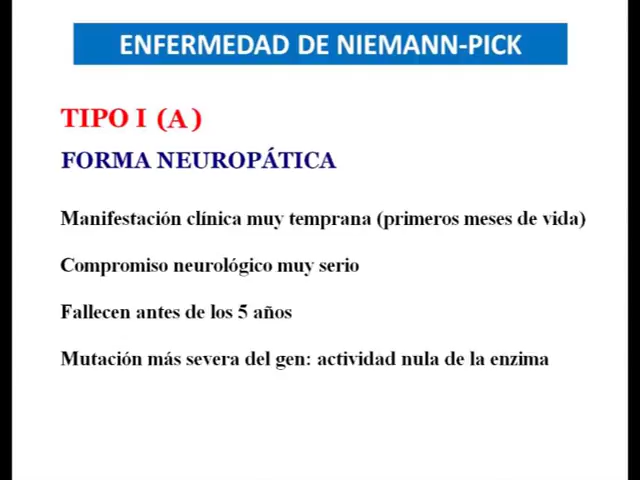 ENFERMEDAD DE NIEMANN-PICK
TIPO I (A)
FORMA NEUROPÁTICA
Manifestación clínica muy temprana (primeros meses de vida)
Compromiso neurológico muy serio
Fallecen antes de los 5 años
Mutación más severa del gen: actividad nula de la enzima